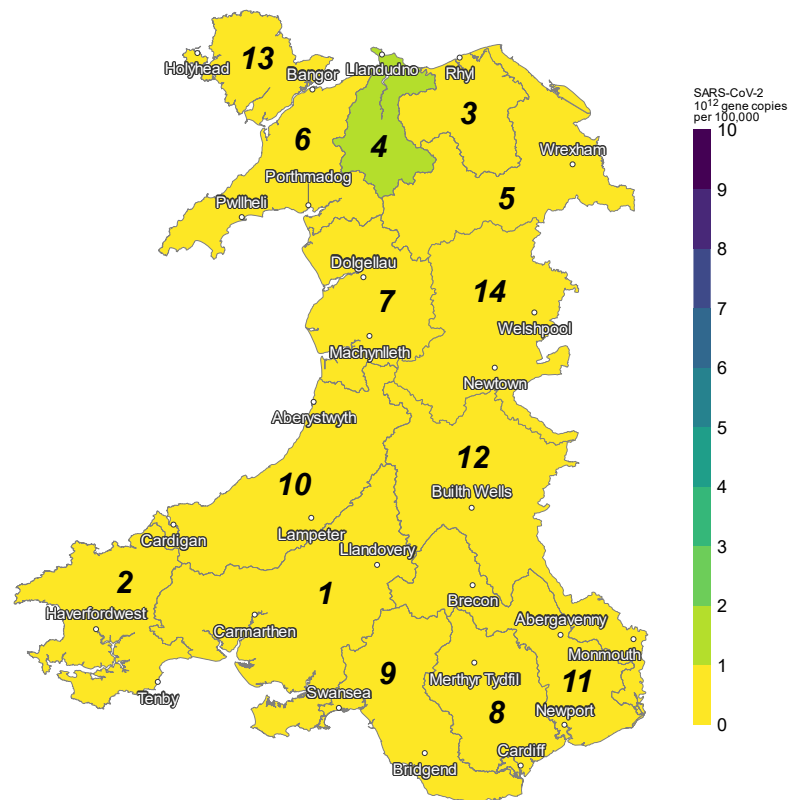 Holyhead
13
Bangor
Llandudno
Rhyl
SARS-CoV-2
10¹² gene copies
per 100,000
10
3
6
4
Wrexham
9
Porthmadog
5
Pwllheli
8
Dolgellau
7
14
7
Welshpool
Machynlleth
6
Newtown
Aberystwyth
5
12
10
Builth Wells
4
Lampeter
Cardigan
Llandovery
3
2
1
Brecon
Haverfordwest
2
Abergavenny
Carmarthen
Monmouth
9
Merthyr Tydfil
11
1
Tenby
Swansea
8
Newport
0
Cardiff
Bridgend